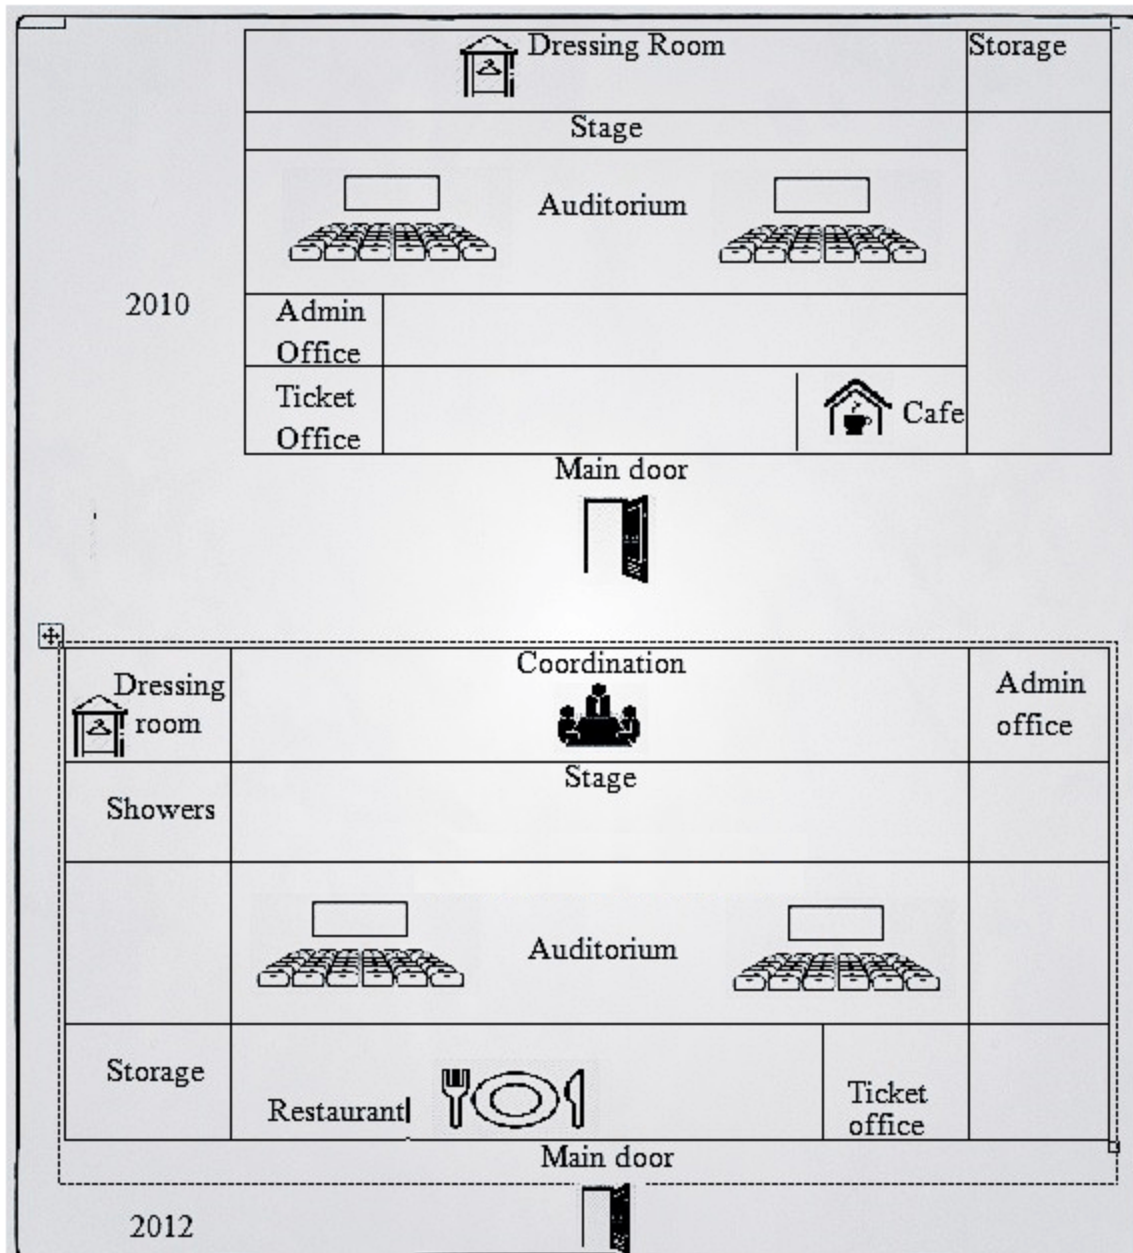 Dressing Room
Storage
Stage
Auditorium
2010
Admin
Office
Ticket
Office
Cafe
Main door
Coordination
Dressing
room
Admin
office
Stage
Showers
Auditorium
Storage
Restaurant
Ticket
office
Main door
2012